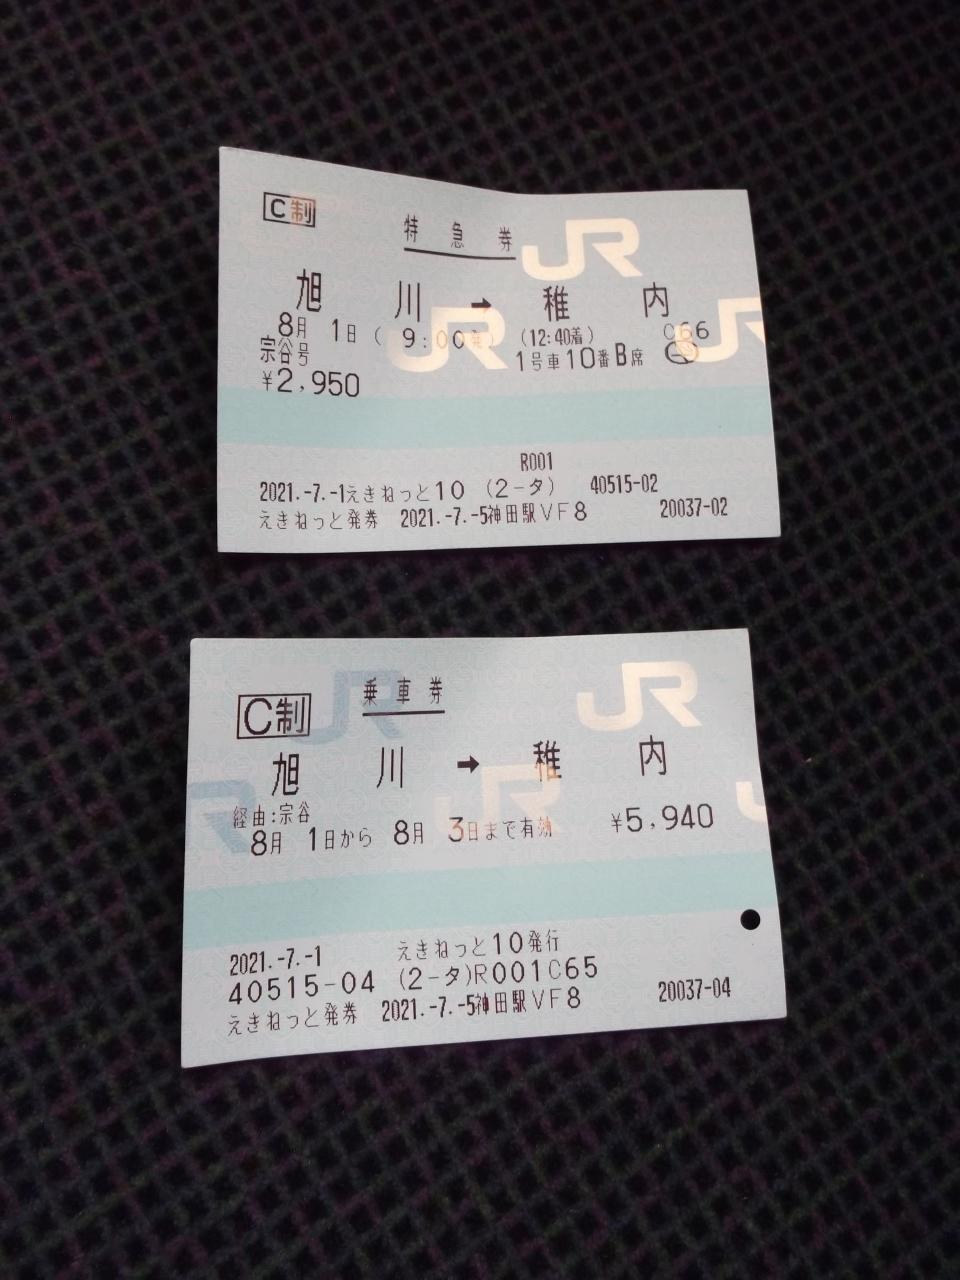 C制
特急券
JR
旭川 → 稚内
JR
JR
8月 1日 ( 9:00発) (12:40着) C66
宗谷号 1号車10番B席
¥2,950
R001
2021.-7.-1えきねっと10 (2-タ) 40515-02
えきねっと発券 2021.-7.-5神田駅VF8 20037-02
C制
JR
乗車券
JR
旭川 → 稚内
JR
経由:宗谷
8月 1日から 8月 3日まで有効 ¥5,940
2021.-7.-1 えきねっと10発行
40515-04 (2-タ)R001C65
えきねっと発券 2021.-7.-5神田駅VF8 20037-04